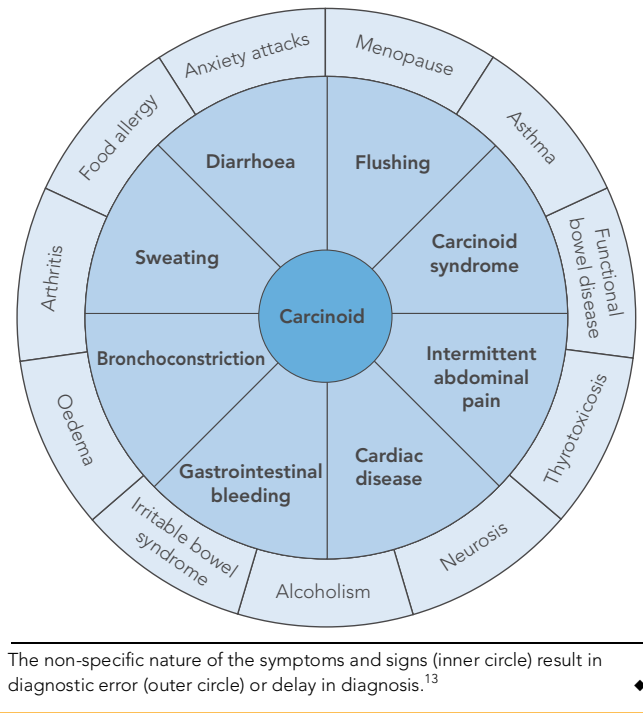 Anxiety attacks
Menopause
Asthma
Functional
bowel disease
Thyrotoxicosis
Neurosis
Alcoholism
Irritable bowel
syndrome
Oedema
Arthritis
Food allergy
Diarrhoea
Flushing
Carcinoid
syndrome
Intermittent
abdominal
pain
Cardiac
disease
Gastrointestinal
bleeding
Bronchoconstriction
Sweating
Carcinoid
The non-specific nature of the symptoms and signs (inner circle) result in
diagnostic error (outer circle) or delay in diagnosis.13